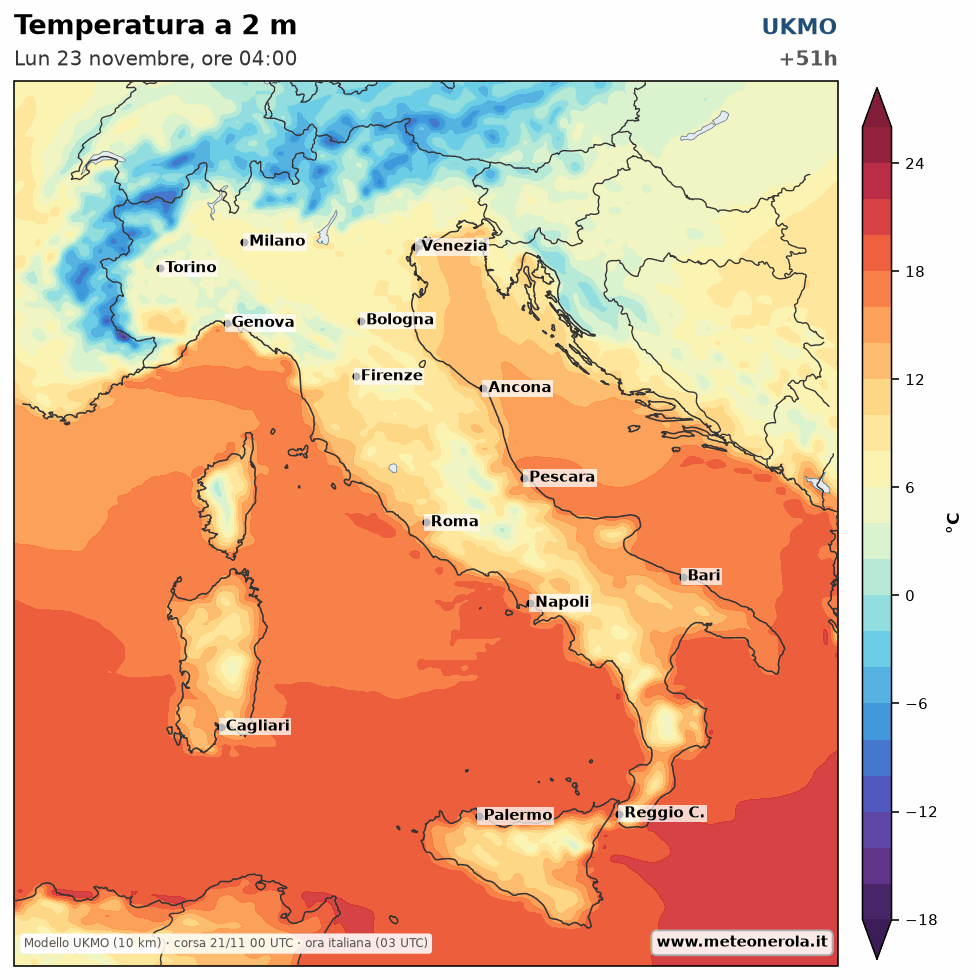 Temperatura a 2 m
UKMO
Lun 23 novembre, ore 04:00
+51h
Milano
Venezia
Torino
Genova
Bologna
Firenze
Ancona
Pescara
Roma
Bari
Napoli
Cagliari
Palermo
Reggio C.
24
18
12
6
0
−6
−12
−18
°C
Modello UKMO (10 km) · corsa 21/11 00 UTC · ora italiana (03 UTC)
www.meteonerola.it